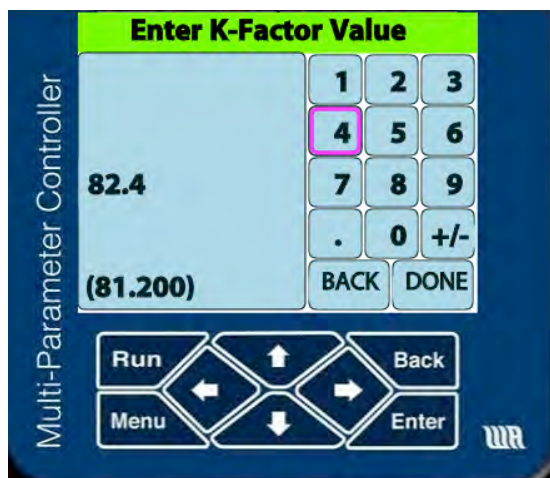 Enter K-Factor Value
Multi-Parameter Controller
1 2 3
4 5 6
82.4
7 8 9
. 0 +/-
(81.200)
BACK DONE
Run
Back
Menu
Enter